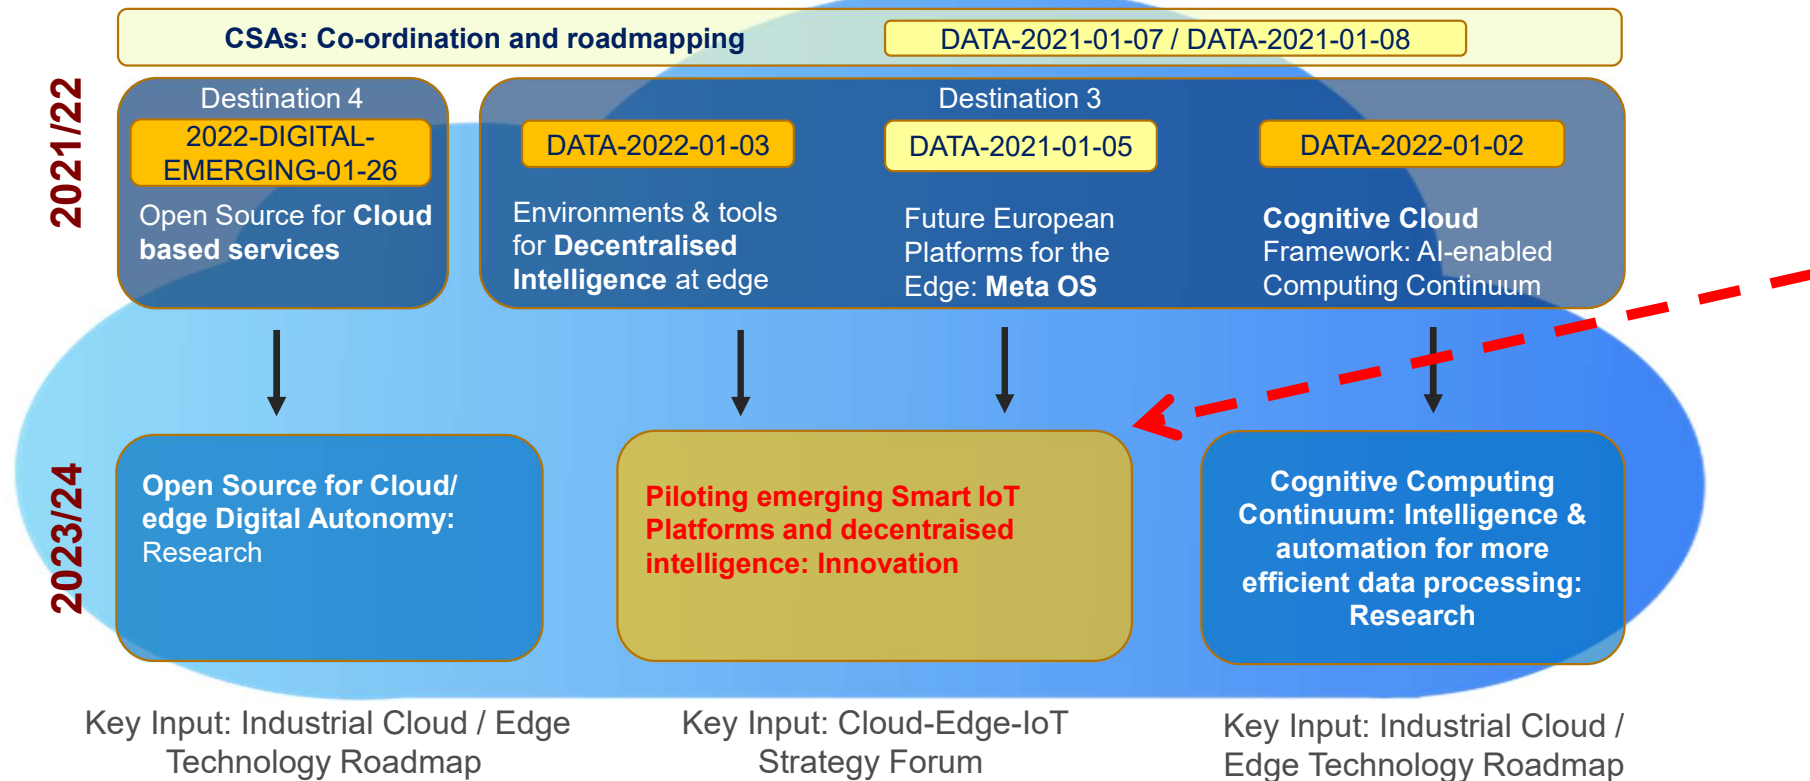 CSAs: Co-ordination and roadmapping
DATA-2021-01-07 / DATA-2021-01-08
2021/22
Destination 4
2022-DIGITAL-
EMERGING-01-26
Open Source for Cloud
based services
Destination 3
DATA-2022-01-03
Environments & tools
for Decentralised
Intelligence at edge
DATA-2021-01-05
Future European
Platforms for the
Edge: Meta OS
DATA-2022-01-02
Cognitive Cloud
Framework: AI-enabled
Computing Continuum
2023/24
Open Source for Cloud/
edge Digital Autonomy:
Research
Piloting emerging Smart IoT
Platforms and decentraised
intelligence: Innovation
Cognitive Computing
Continuum: Intelligence &
automation for more
efficient data processing:
Research
Key Input: Industrial Cloud / Edge
Technology Roadmap
Key Input: Cloud-Edge-IoT
Strategy Forum
Key Input: Industrial Cloud /
Edge Technology Roadmap